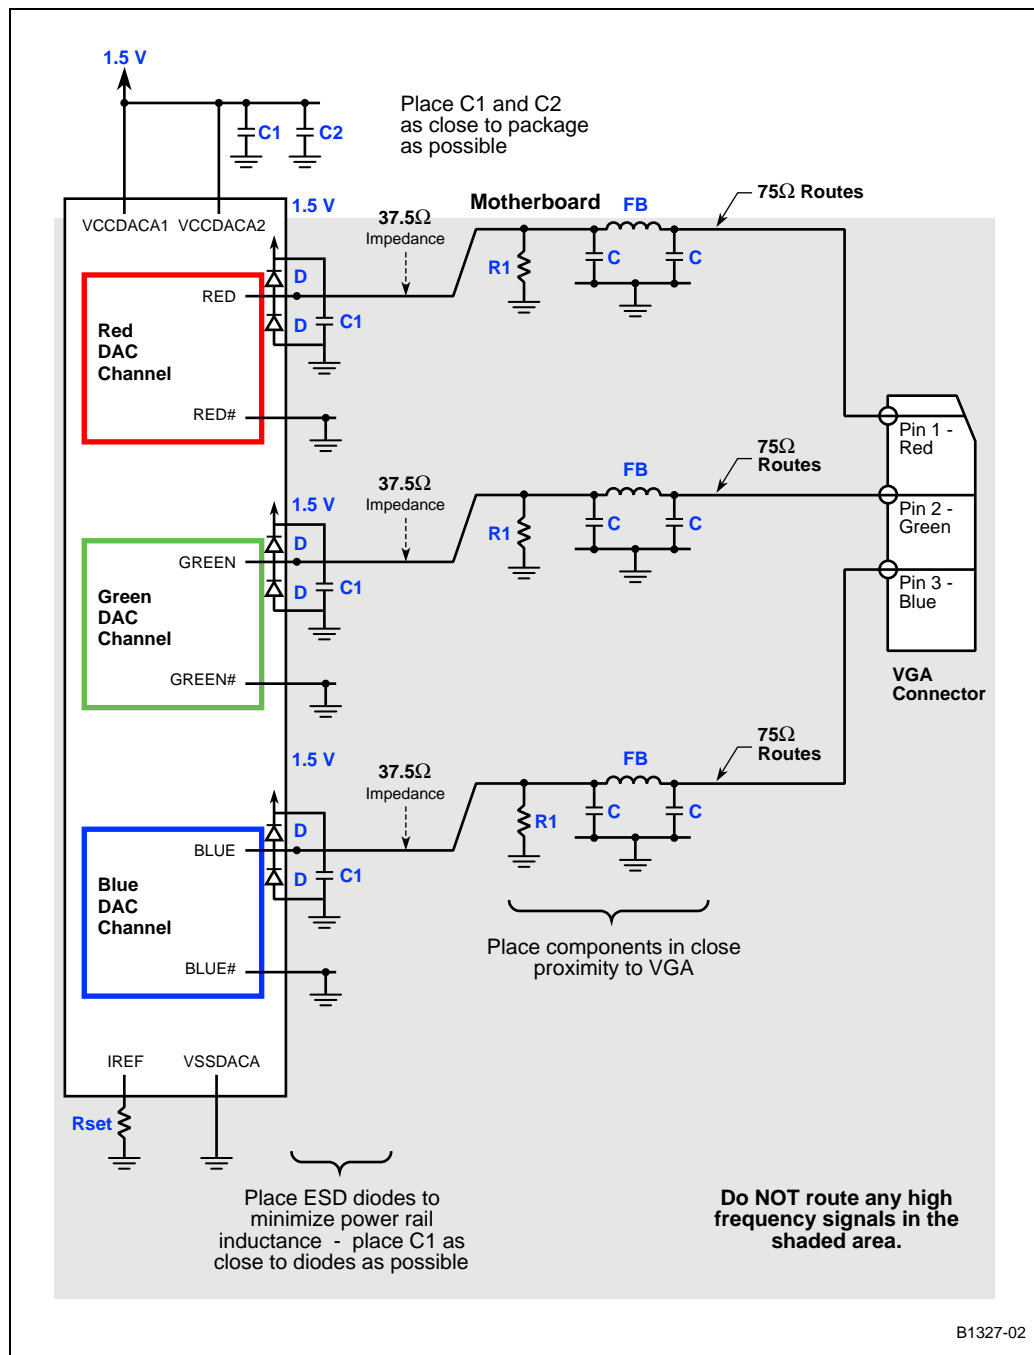 1.5 V
Place C1 and C2
as close to package
as possible
C1
C2
VCCDACA1
VCCDACA2
1.5 V
37.5Ω
Impedance
Motherboard
FB
75Ω Routes
R1
C
C
D
RED
D
C1
Red
DAC
Channel
RED#
Pin 1 -
Red
1.5 V
37.5Ω
Impedance
FB
75Ω
Routes
R1
C
C
Pin 2 -
Green
D
GREEN
D
C1
Green
DAC
Channel
GREEN#
Pin 3 -
Blue
VGA
Connector
1.5 V
37.5Ω
Impedance
FB
75Ω
Routes
R1
C
C
D
BLUE
D
C1
Blue
DAC
Channel
BLUE#
Place components in close
proximity to VGA
IREF
VSSDACA
Rset
Place ESD diodes to
minimize power rail
inductance - place C1 as
close to diodes as possible
Do NOT route any high
frequency signals in the
shaded area.
B1327-02